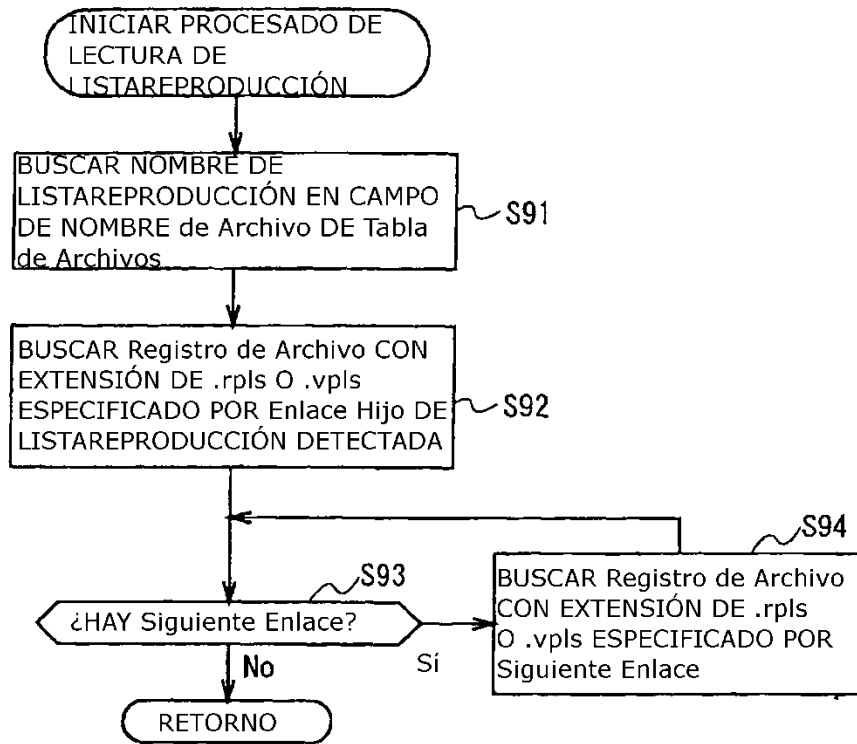 INICIAR PROCESADO DE
LECTURA DE
LISTAREPRODUCCIÓN
BUSCAR NOMBRE DE
LISTAREPRODUCCIÓN EN CAMPO
DE NOMBRE de Archivo DE Tabla
de Archivos
S91
BUSCAR Registro de Archivo CON
EXTENSIÓN DE .rpls O .vpls
ESPECIFICADO POR Enlace Hijo DE
LISTAREPRODUCCIÓN DETECTADA
S92
S93
¿HAY Siguiente Enlace?
No
Sí
S94
BUSCAR Registro de Archivo
CON EXTENSIÓN DE .rpls
O .vpls ESPECIFICADO POR
Siguiente Enlace
RETORNO